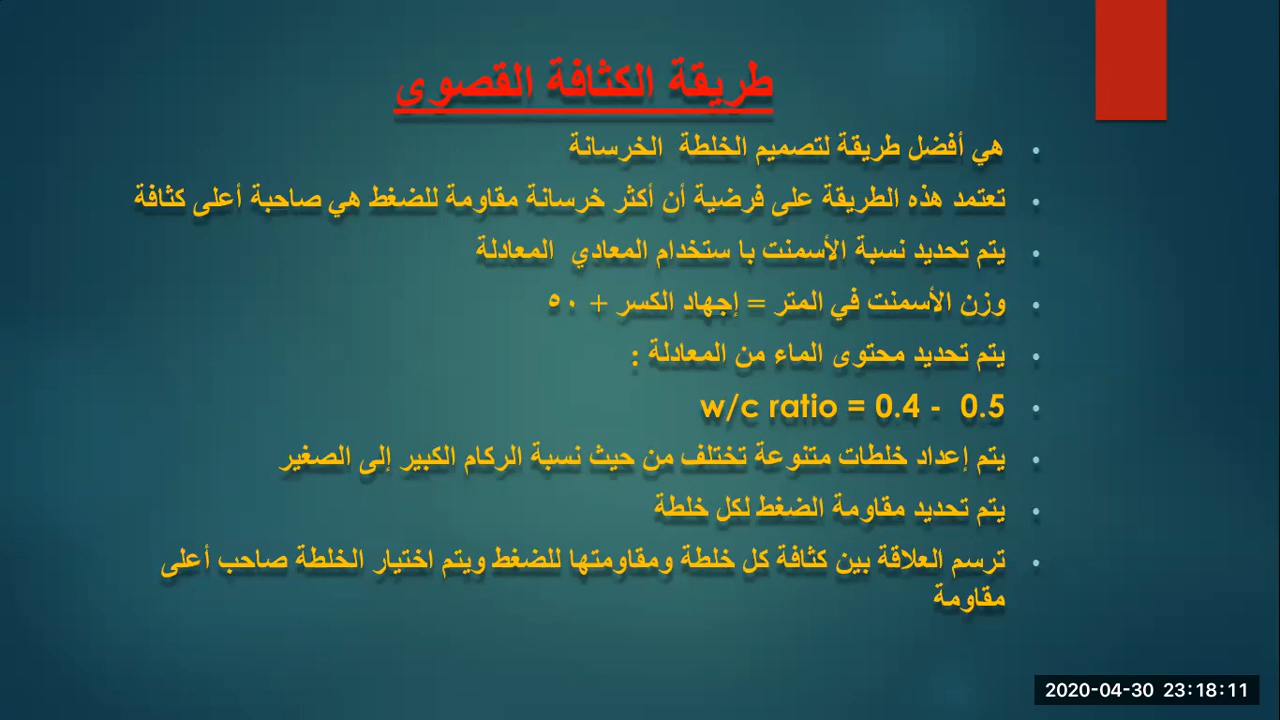 طريقة الكثافة القصوى
هي أفضل طريقة لتصميم الخلطة الخرسانة
تعتمد هذه الطريقة على فرضية أن أكثر خرسانة مقاومة للضغط هي صاحبة أعلى كثافة
يتم تحديد نسبة الأسمنت با ستخدام المعادي المعادلة
وزن الأسمنت في المتر = إجهاد الكسر + ٥٠
يتم تحديد محتوى الماء من المعادلة :
w/c ratio = 0.4 - 0.5
يتم إعداد خلطات متنوعة تختلف من حيث نسبة الركام الكبير إلى الصغير
يتم تحديد مقاومة الضغط لكل خلطة
ترسم العلاقة بين كثافة كل خلطة ومقاومتها للضغط ويتم اختيار الخلطة صاحب أعلى
مقاومة
2020-04-30 23:18:11